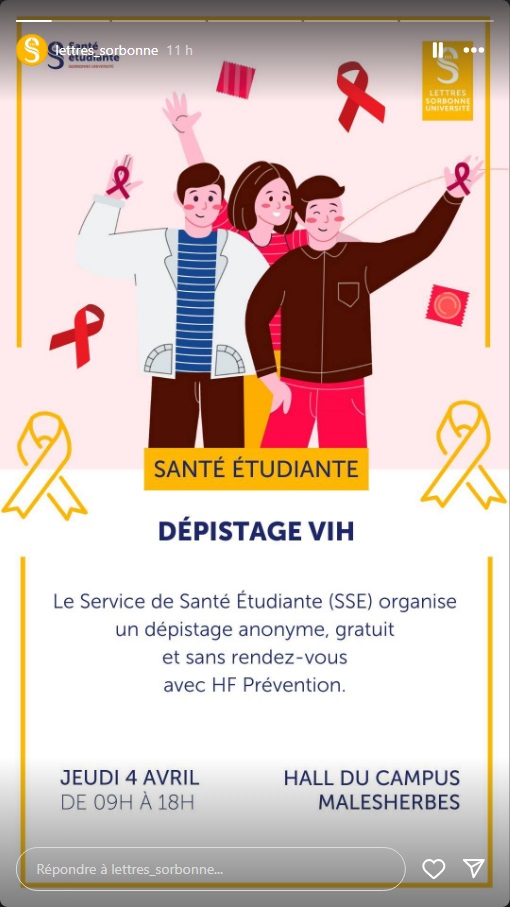 lettres_sorbonne 11 h
Santé
étudiante
SORBONNE UNIVERSITÉ
LETTRES
SORBONNE
UNIVERSITÉ
SANTÉ ÉTUDIANTE
DÉPISTAGE VIH
Le Service de Santé Étudiante (SSE) organise
un dépistage anonyme, gratuit
et sans rendez-vous
avec HF Prévention.
JEUDI 4 AVRIL
DE 09H À 18H
HALL DU CAMPUS
MALESHERBES
Répondre à lettres_sorbonne...